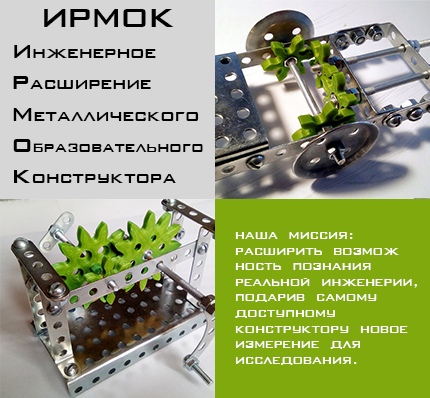 ИРМОК
Инженерное
Расширение
Металлического
Образовательного
Конструктора
наша миссия:
расширить возмож
ность познания
реальной инженерии,
подарив самому
доступному
конструктору новое
измерение для
исследования.